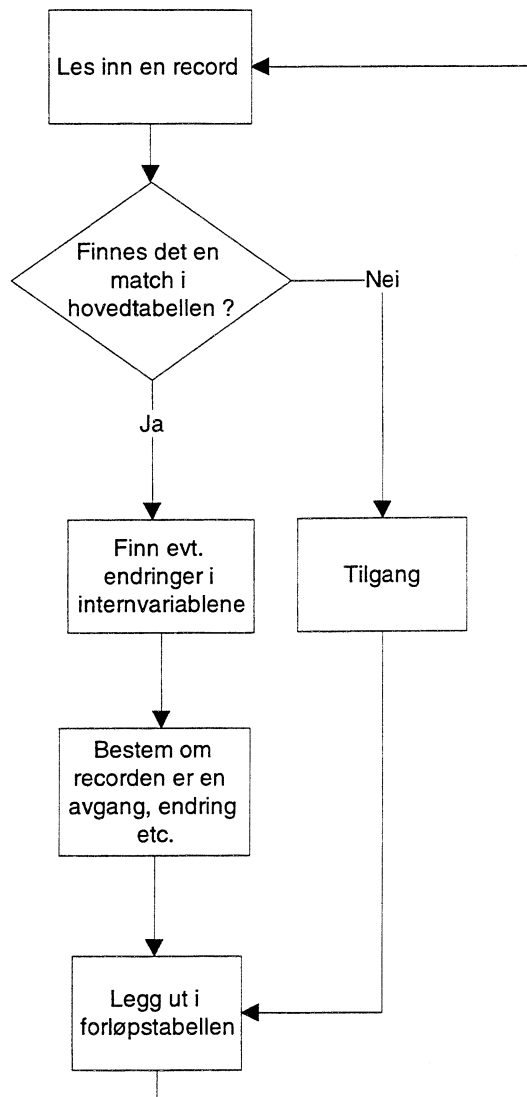 Les inn en record
Finnes det en
match i
hovedtabellen ?
Nei
Ja
Finn evt.
endringer i
internvariablene
Tilgang
Bestem om
recorden er en
avgang, endring
etc.
Legg ut i
forløpstabellen